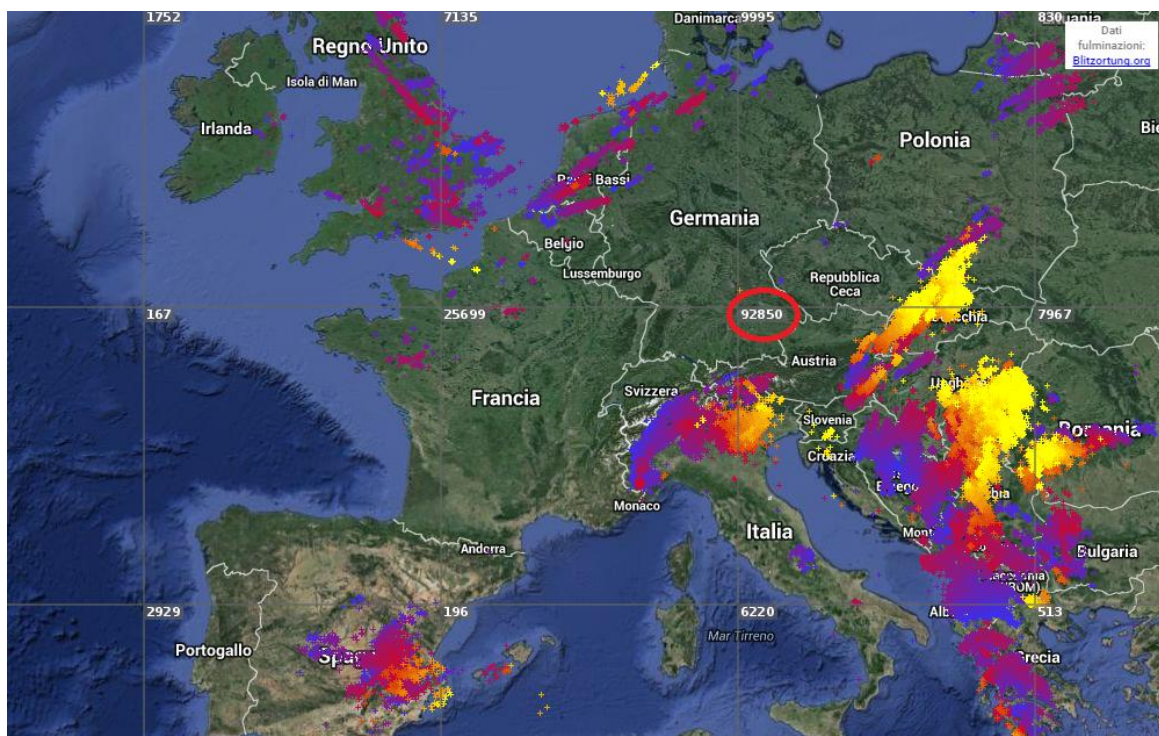 1752
7135
Danimarca
9995
830
Dati
fulminazioni:
Blitzortung.org
Regno Unito
Isola di Man
Irlanda
Polonia
Bassi
Germania
Belgio
Lussemburgo
Repubblica
Ceca
167
25699
92850
7967
Austria
Svizzera
Francia
Slovenia
Croazia
Monaco
Italia
Andorra
Bulgaria
2929
196
6220
513
Mar Tirreno
Portogallo